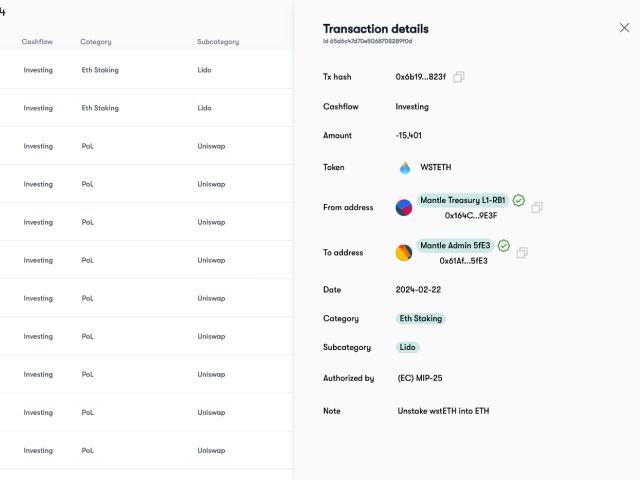 4
Cashflow Category Subcategory
Investing Eth Staking Lido
Investing Eth Staking Lido
Investing PoL Uniswap
Investing PoL Uniswap
Investing PoL Uniswap
Investing PoL Uniswap
Investing PoL Uniswap
Investing PoL Uniswap
Investing PoL Uniswap
Investing PoL Uniswap
Investing PoL Uniswap
Transaction details
Id 65d6c47d70e5068708289f0d
Tx hash 0x6b19...823f
Cashflow Investing
Amount -15,401
Token WSTETH
From address Mantle Treasury L1-RB1
0x164C...9E3F
To address Mantle Admin 5fE3
0x61Af...5fE3
Date 2024-02-22
Category Eth Staking
Subcategory Lido
Authorized by (EC) MIP-25
Note Unstake wstETH into ETH